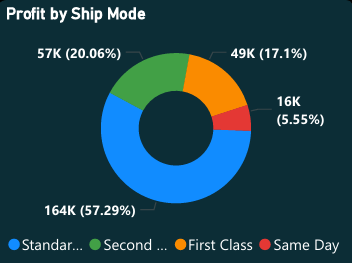 Profit by Ship Mode
57K (20.06%)
49K (17.1%)
16K
(5.55%)
164K (57.29%)
Standar... Second ... First Class Same Day